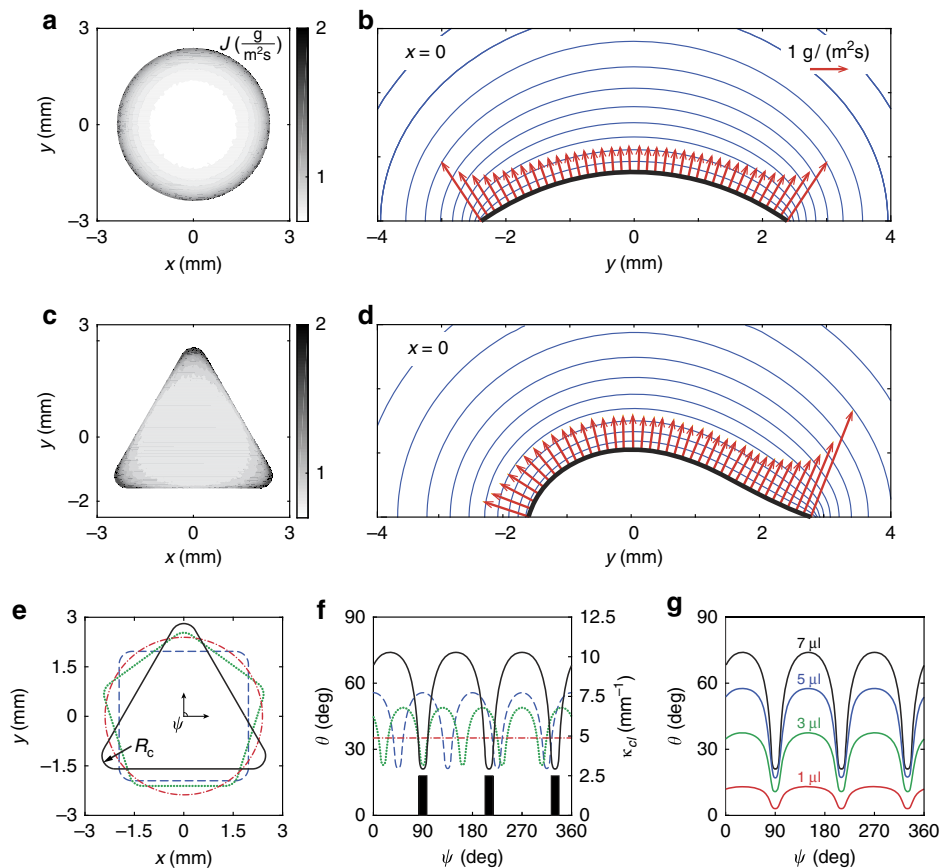 a
3
0
−3
y (mm)
−3
0
3
x (mm)
J (g/m²s)
2
1
b
x = 0
1 g/ (m²s)
−4
−2
0
2
4
y (mm)
c
3
0
−2
y (mm)
−3
0
3
x (mm)
2
1
d
x = 0
−4
−2
0
2
4
y (mm)
e
3
1.5
0
−1.5
−3
y (mm)
ψ
R_c
−3
−1.5
0
1.5
3
x (mm)
f
90
60
30
0
θ (deg)
12.5
10
7.5
5
2.5
0
κ_cl (mm⁻¹)
0
90
180
270
360
ψ (deg)
g
90
60
30
0
θ (deg)
7 μl
5 μl
3 μl
1 μl
0
90
180
270
360
ψ (deg)